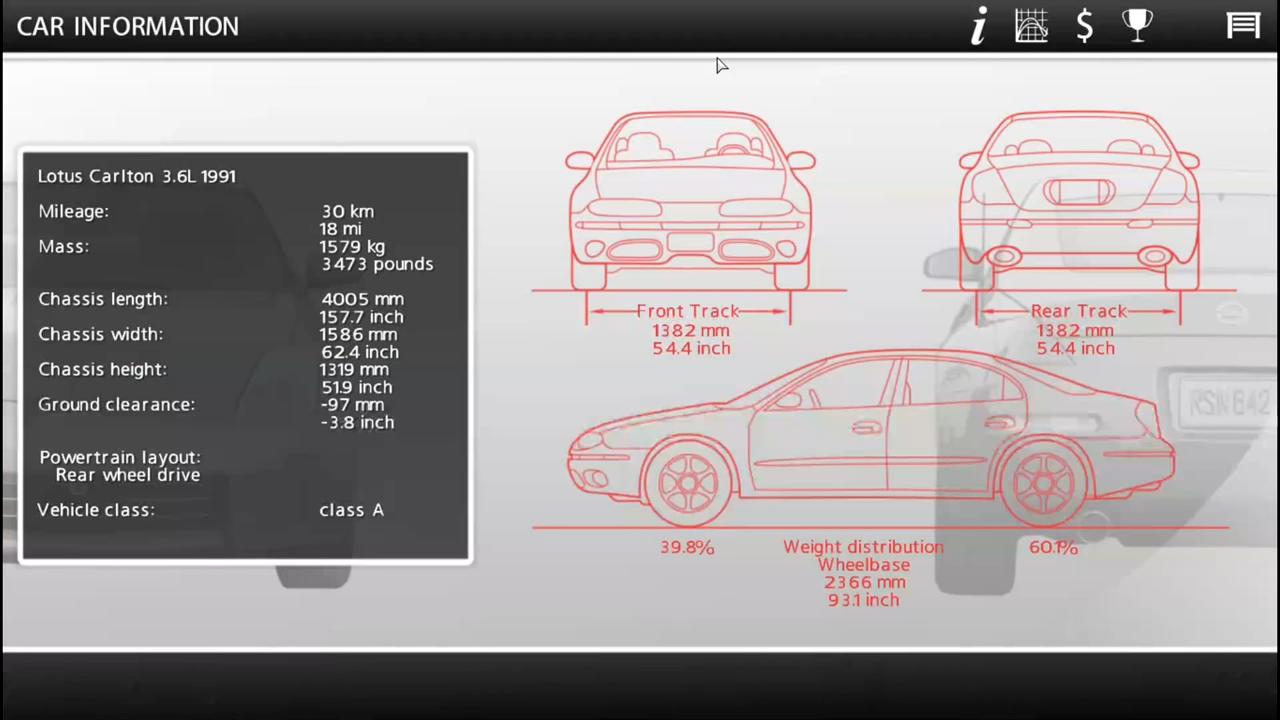 CAR INFORMATION
Lotus Carlton 3.6L 1991
Mileage: 30 km
18 mi
Mass: 1579 kg
3473 pounds
Chassis length: 4005 mm
157.7 inch
Chassis width: 1586 mm
62.4 inch
Chassis height: 1319 mm
51.9 inch
Ground clearance: -97 mm
-3.8 inch
Powertrain layout:
Rear wheel drive
Vehicle class: class A
Front Track
1382 mm
54.4 inch
Rear Track
1382 mm
54.4 inch
39.8% Weight distribution 60.1%
Wheelbase
2366 mm
93.1 inch